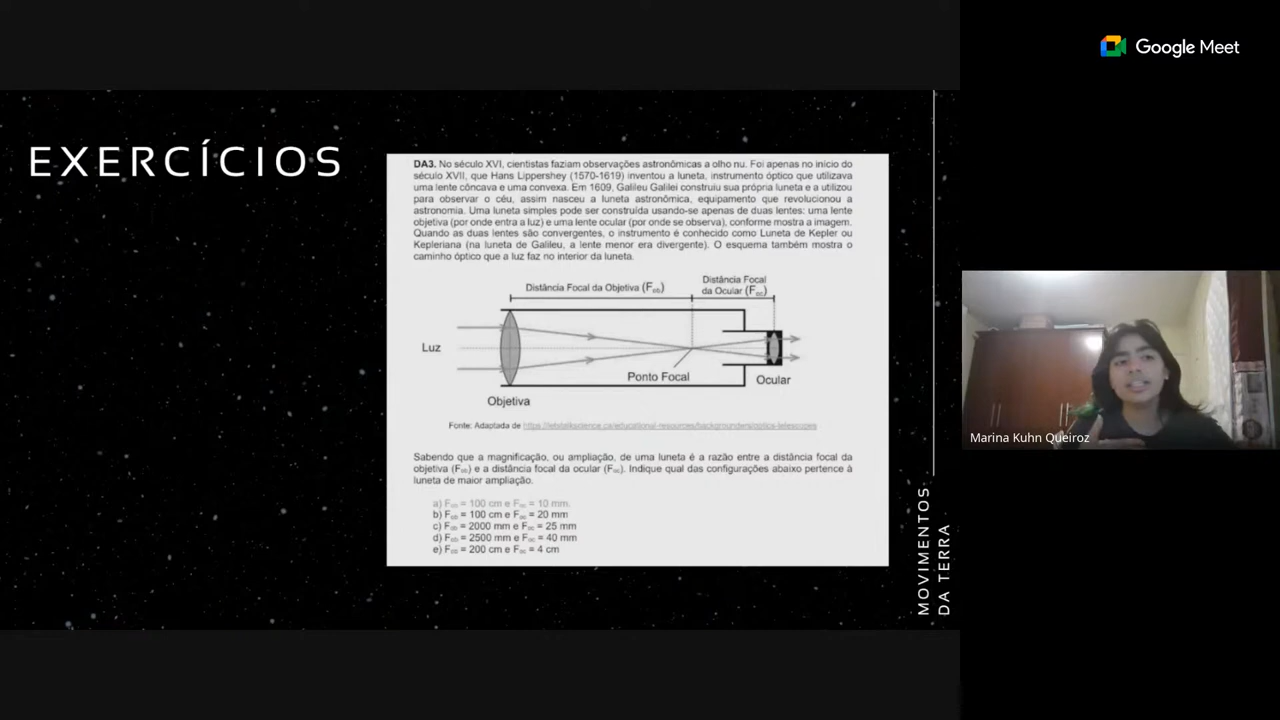 Google Meet
EXERCÍCIOS
DA3. No século XVI, cientistas faziam observações astronômicas a olho nu. Foi apenas no início do
século XVII, que Hans Lippershey (1570-1619) inventou a luneta, instrumento óptico que utilizava
uma lente côncava e uma convexa. Em 1609, Galileu Galilei construiu sua própria luneta e a utilizou
para observar o céu, assim nasceu a luneta astronômica, equipamento que revolucionou a
astronomia. Uma luneta simples pode ser construída usando-se apenas de duas lentes: uma lente
objetiva (por onde entra a luz) e uma lente ocular (por onde se observa), conforme mostra a imagem.
Quando as duas lentes são convergentes, o instrumento é conhecido como Luneta de Kepler ou
Kepleriana (na luneta de Galileu, a lente menor era divergente). O esquema também mostra o
caminho óptico que a luz faz no interior da luneta.
Distância Focal da Objetiva (Fob)
Distância Focal
da Ocular (Foc)
Luz
Ponto Focal
Ocular
Objetiva
Fonte: Adaptada de
Sabendo que a magnificação, ou ampliação, de uma luneta é a razão entre a distância focal da
objetiva (Fob) e a distância focal da ocular (Foc). Indique qual das configurações abaixo pertence à
luneta de maior ampliação.
a) Fob = 100 cm e Foc = 10 mm.
b) Fob = 100 cm e Foc = 20 mm
c) Fob = 2000 mm e Foc = 25 mm
d) Fob = 2500 mm e Foc = 40 mm
e) Fob = 200 cm e Foc = 4 cm
MOVIMENTOS
DA TERRA
Marina Kuhn Queiroz